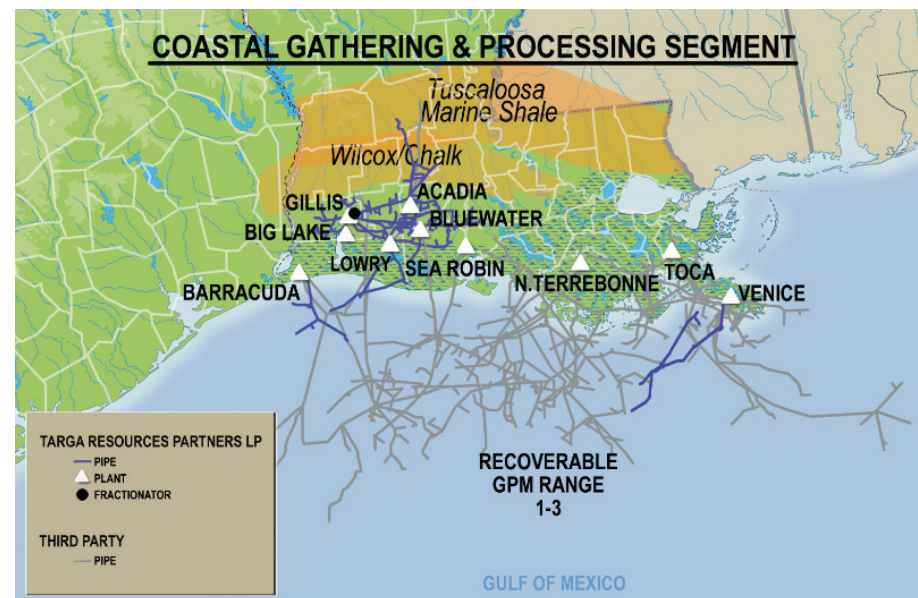 COASTAL GATHERING & PROCESSING SEGMENT
Tuscaloosa
Marine Shale
Wilcox/Chalk
ACADIA
GILLIS
BLUEWATER
BIG LAKE
LOWRY
SEA ROBIN
N.TERREBONNE
TOCA
BARRACUDA
VENICE
TARGA RESOURCES PARTNERS LP
PIPE
PLANT
FRACTIONATOR
THIRD PARTY
PIPE
RECOVERABLE
GPM RANGE
1-3
GULF OF MEXICO